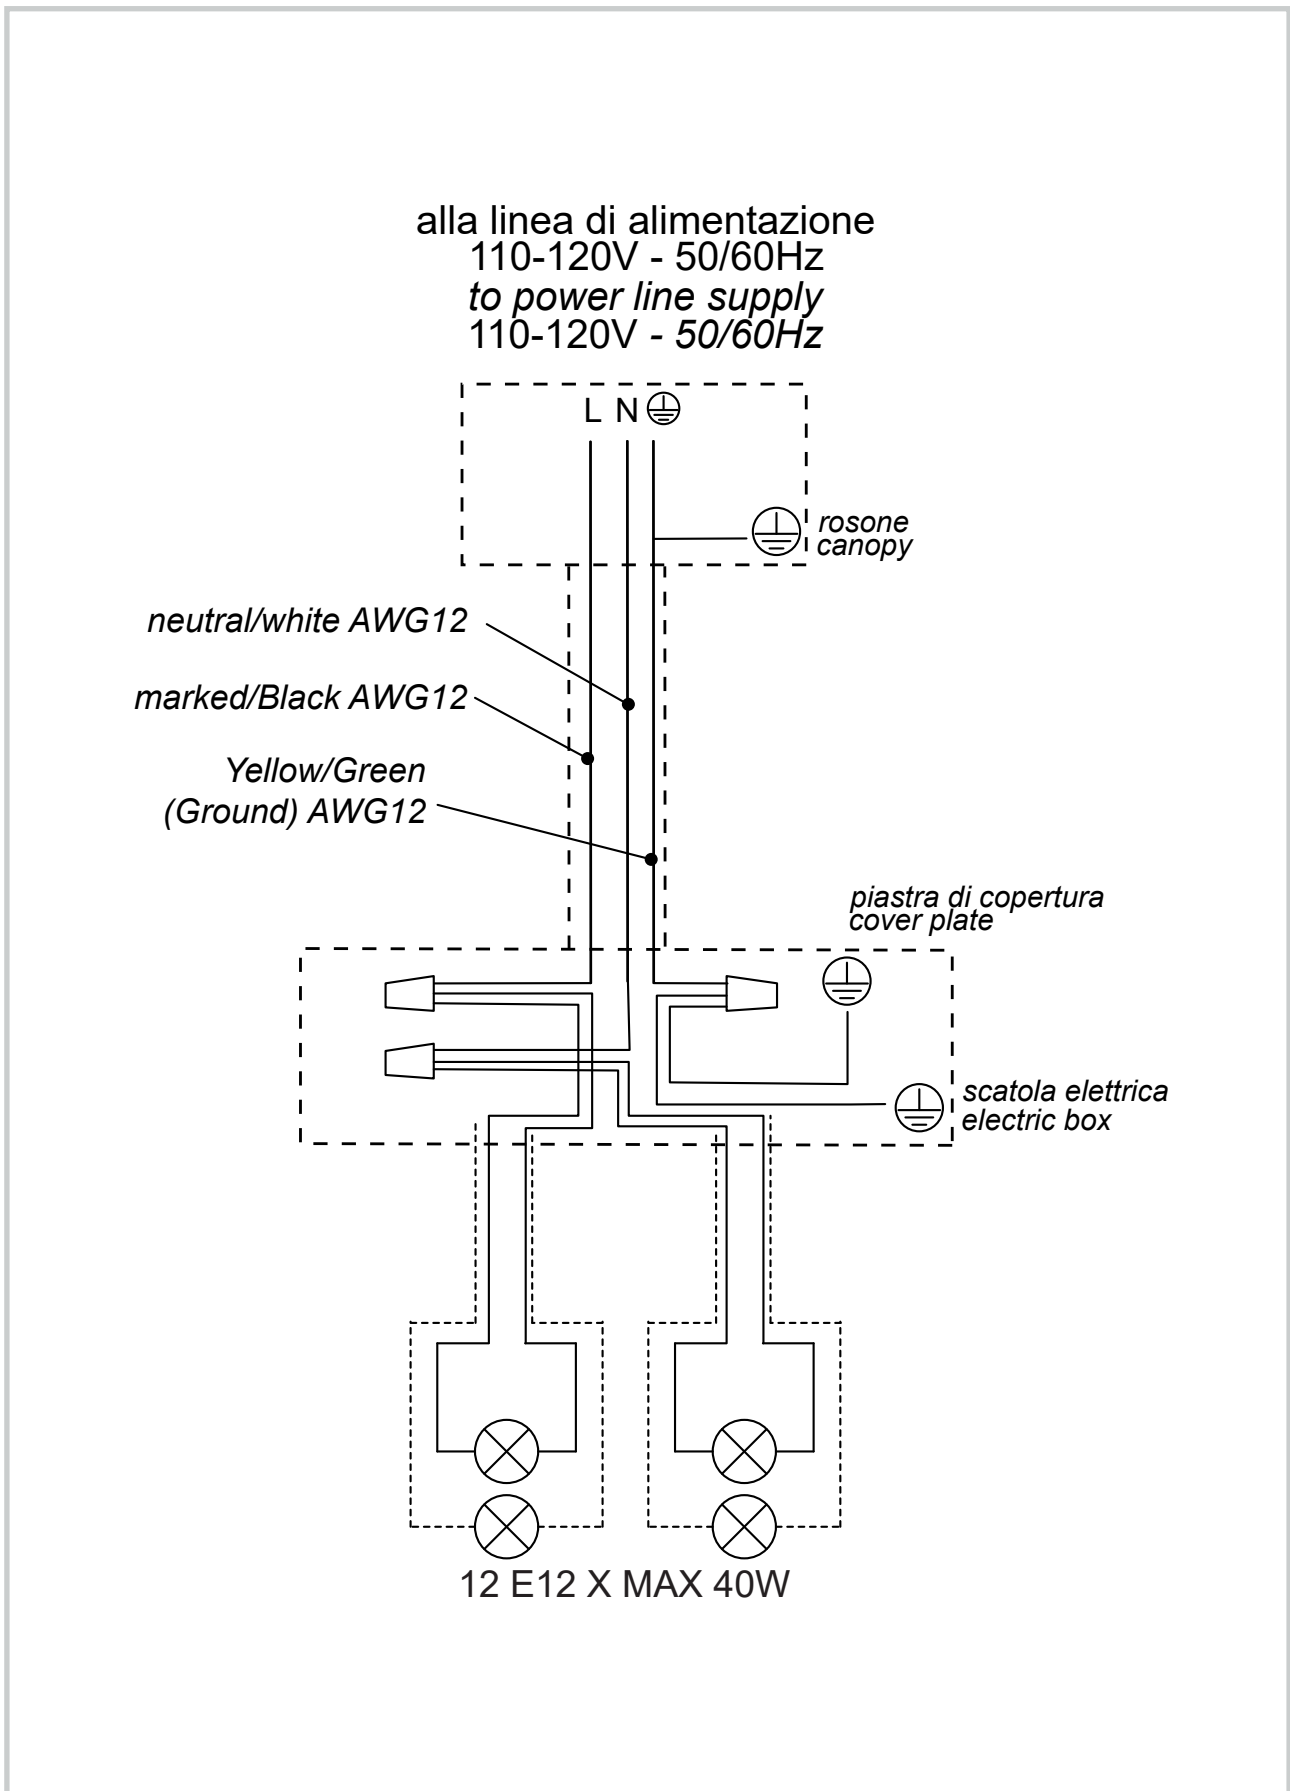 alla linea di alimentazione
110-120V - 50/60Hz
to power line supply
110-120V - 50/60Hz
L N
rosone
canopy
neutral/white AWG12
marked/Black AWG12
Yellow/Green
(Ground) AWG12
piastra di copertura
cover plate
scatola elettrica
electric box
12 E12 X MAX 40W